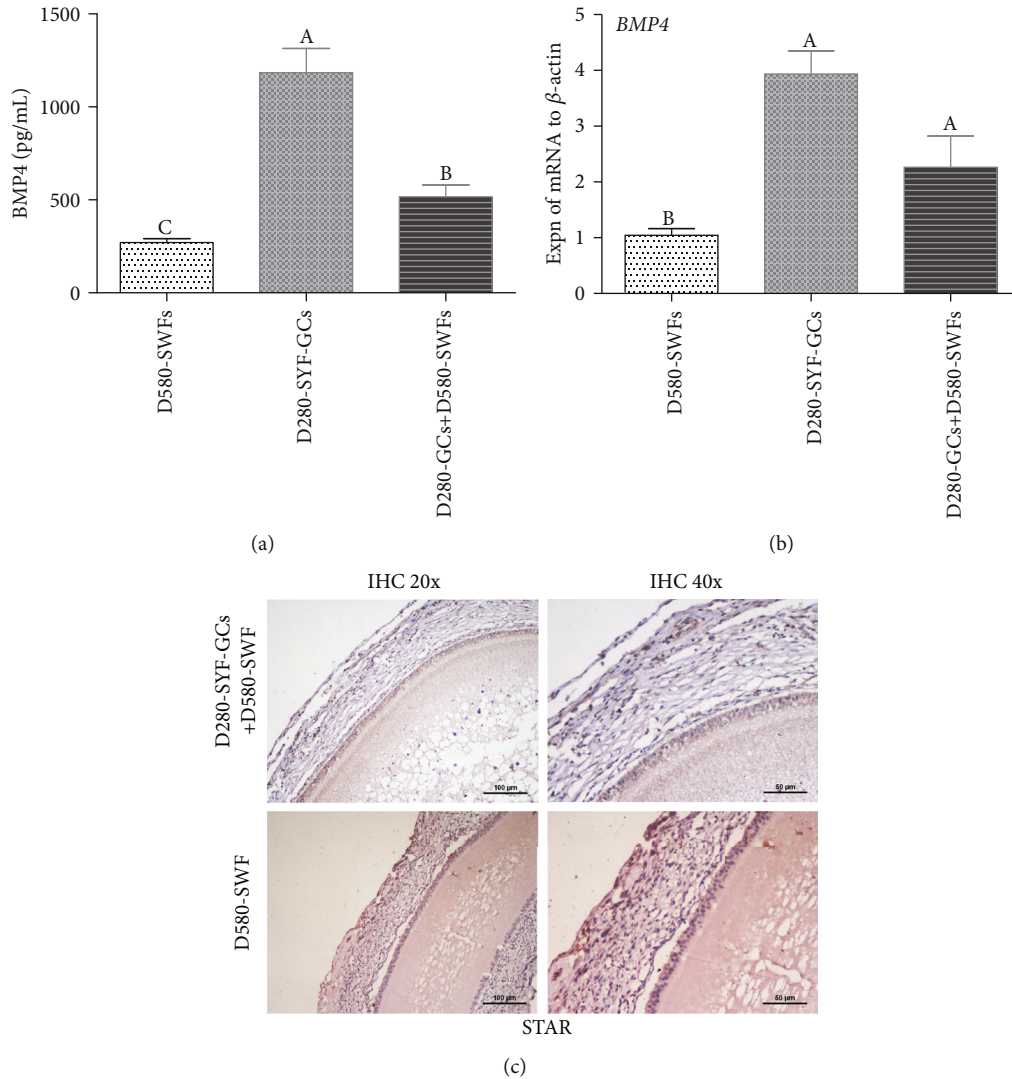 1500
1000
500
0
BMP4 (pg/mL)
C
A
B
D580-SWFs
D280-SYF-GCs
D280-GCs+D580-SWFs
(a)
5
4
3
2
1
0
Expn of mRNA to β-actin
BMP4
B
A
A
D580-SWFs
D280-SYF-GCs
D280-GCs+D580-SWFs
(b)
IHC 20x
IHC 40x
D280-SYF-GCs
+D580-SWF
100 µm
50 µm
D580-SWF
100 µm
50 µm
STAR
(c)